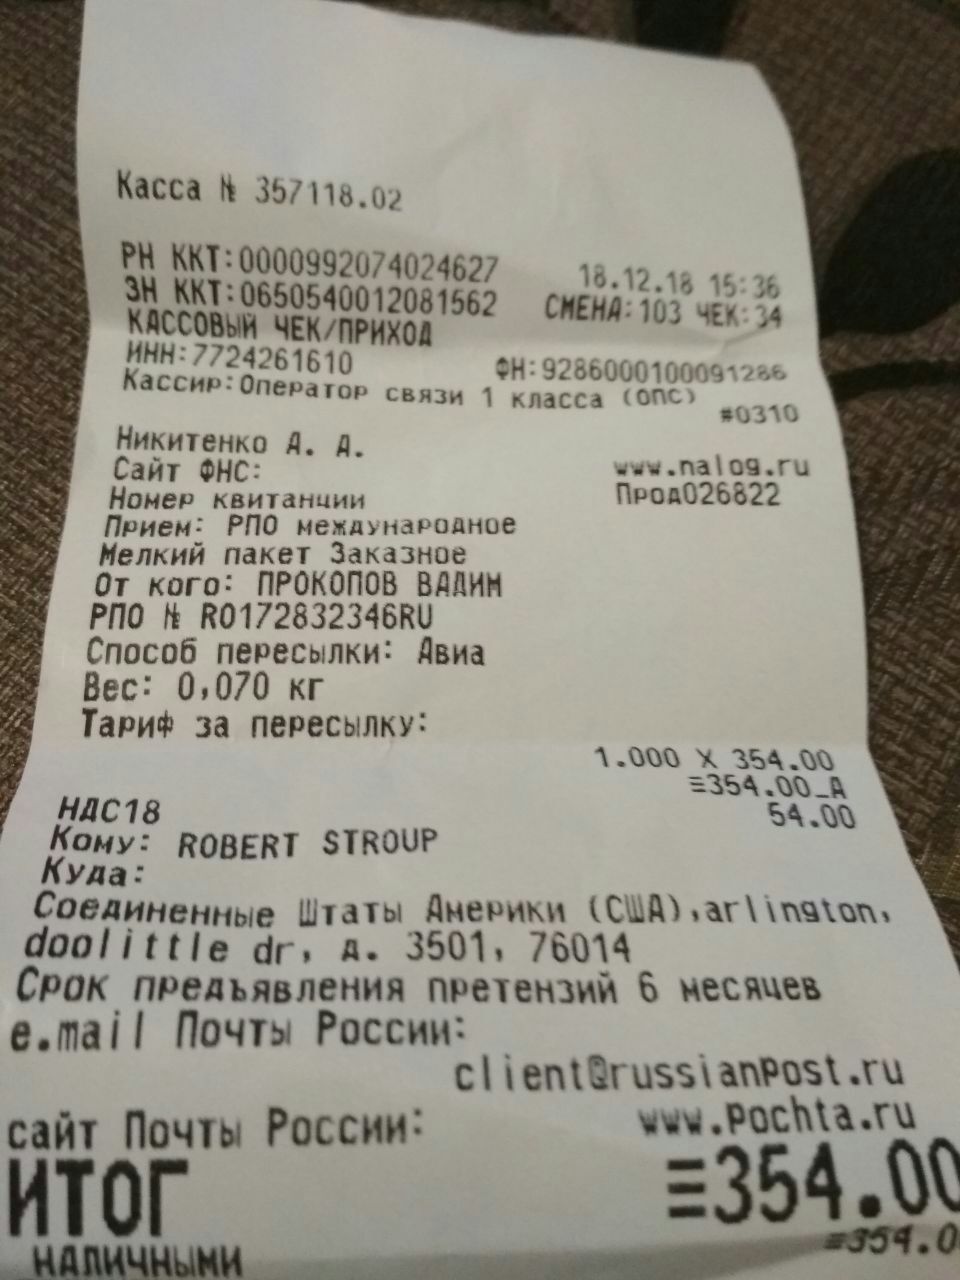 Касса № 357118.02
РН ККТ:0000992074024627 18.12.18 15:36
ЗН ККТ:0650540012081562 СМЕНА:103 ЧЕК:34
КАССОВЫЙ ЧЕК/ПРИХОД
ИНН:7724261610 ФН:9286000100091286
Кассир:Оператор связи 1 класса (ОПС)
#0310
Никитенко А. А.
Сайт ФНС: www.nalog.ru
Номер квитанции Прод026822
Прием: РПО международное
Мелкий пакет Заказное
От кого: ПРОКОПОВ ВАДИМ
РПО № RO172832346RU
Способ пересылки: Авиа
Вес: 0,070 кг
Тариф за пересылку:
1.000 X 354.00
≡354.00_А
НДС18 54.00
Кому: ROBERT STROUP
Куда:
Соединенные Штаты Америки (США),arlington,
doolittle dr, д. 3501, 76014
Срок предъявления претензий 6 месяцев
e.mail Почты России:
client@russianPost.ru
сайт Почты России: www.pochta.ru
ИТОГ ≡354.00
НАЛИЧНЫМИ ≡354.0